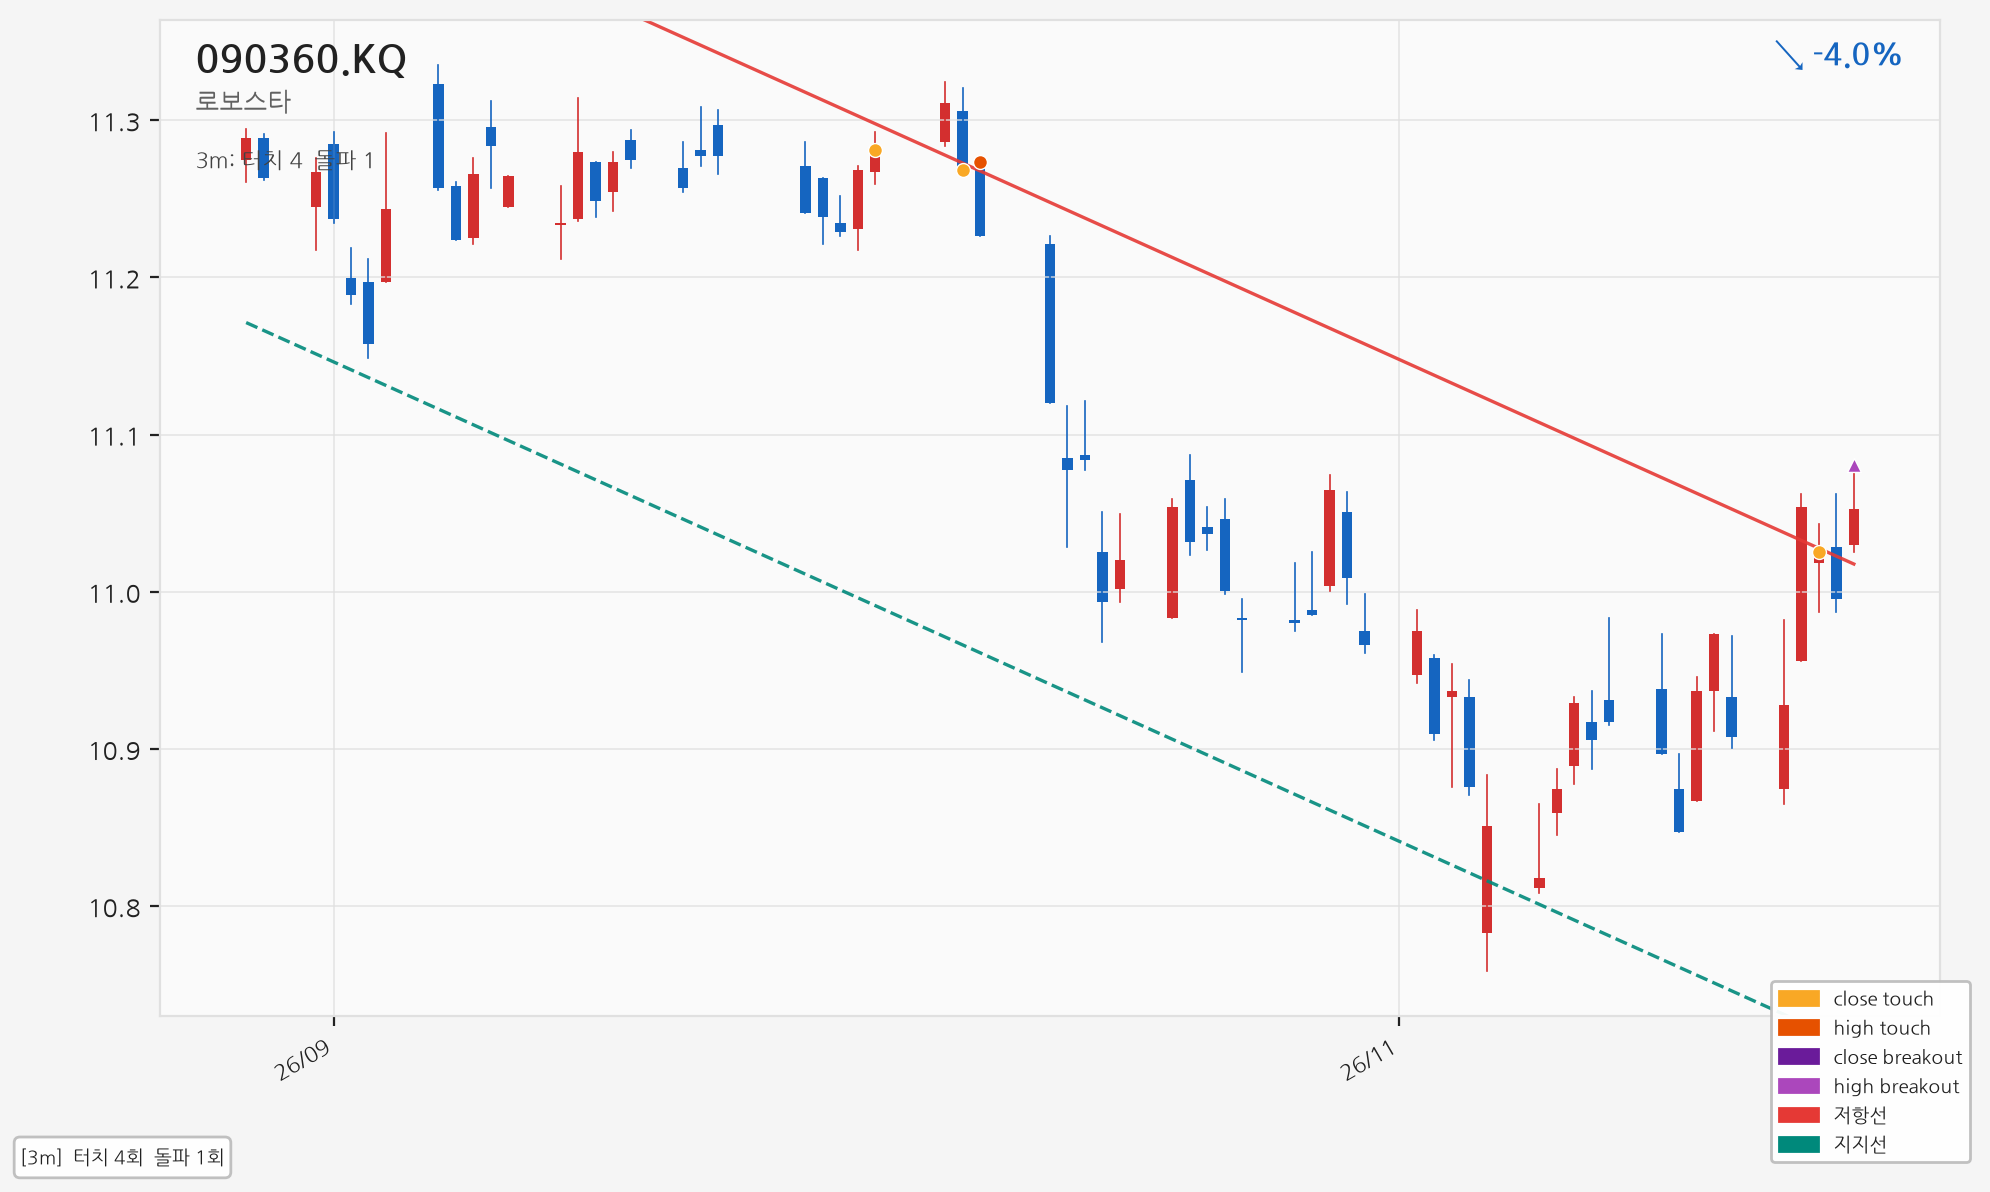 090360.KQ
로보스타
3m: 터치 4 돌파 1
-4.0%
11.3
11.2
11.1
11.0
10.9
10.8
26/09
26/11
close touch
high touch
close breakout
high breakout
저항선
지지선
[3m] 터치 4회 돌파 1회